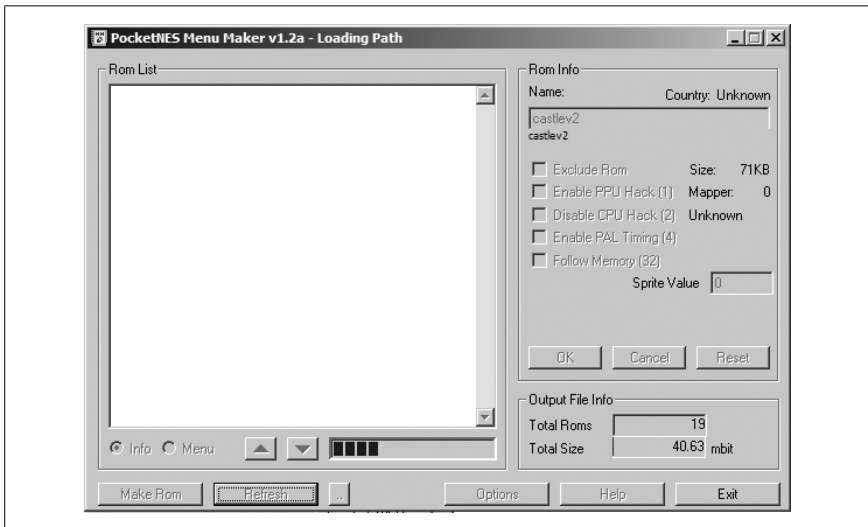 PocketNES Menu Maker v1.2a - Loading Path
Rom List
Info Menu
Rom Info
Name: Country: Unknown
castlev2
castlev2
Exclude Rom Size: 71KB
Enable PPU Hack (1) Mapper: 0
Disable CPU Hack (2) Unknown
Enable PAL Timing (4)
Follow Memory (32)
Sprite Value 0
OK Cancel Reset
Output File Info
Total Roms 19
Total Size 40.63 mbit
Make Rom Refresh .. Options Help Exit